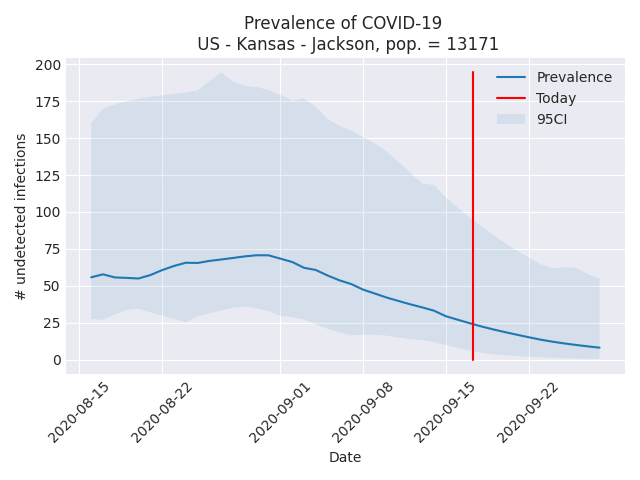 Prevalence of COVID-19
US - Kansas - Jackson, pop. = 13171
200
175
150
125
100
75
50
25
0
# undetected infections
Prevalence
Today
95CI
2020-08-15
2020-08-22
2020-09-01
2020-09-08
2020-09-15
2020-09-22
Date